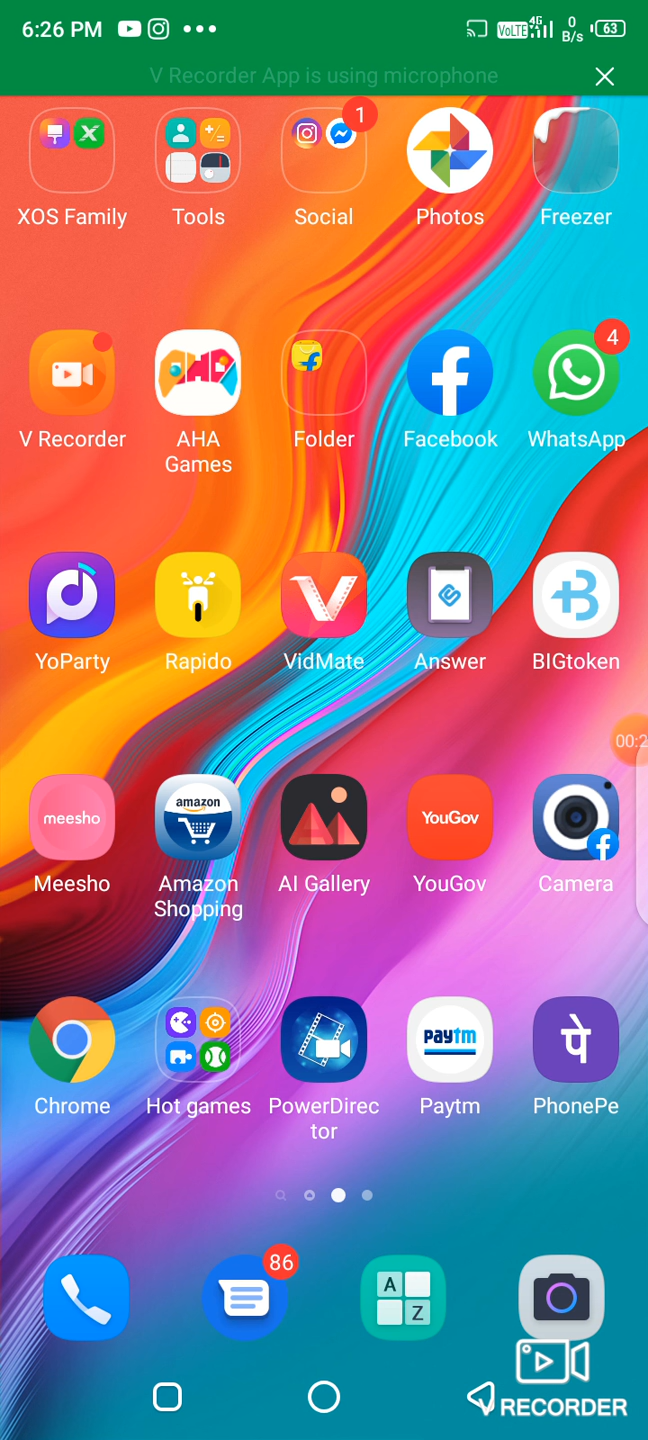 6:26 PM
VoLTE 4G
0
B/s
63
V Recorder App is using microphone
1
XOS Family
Tools
Social
Photos
Freezer
4
V Recorder
AHA
Games
Folder
Facebook
WhatsApp
YoParty
Rapido
VidMate
Answer
BIGtoken
00:2
meesho
amazon
YouGov
Meesho
Amazon
Shopping
AI Gallery
YouGov
Camera
paytm
पे
Chrome
Hot games
PowerDirec
tor
Paytm
PhonePe
86
A
Z
V RECORDER